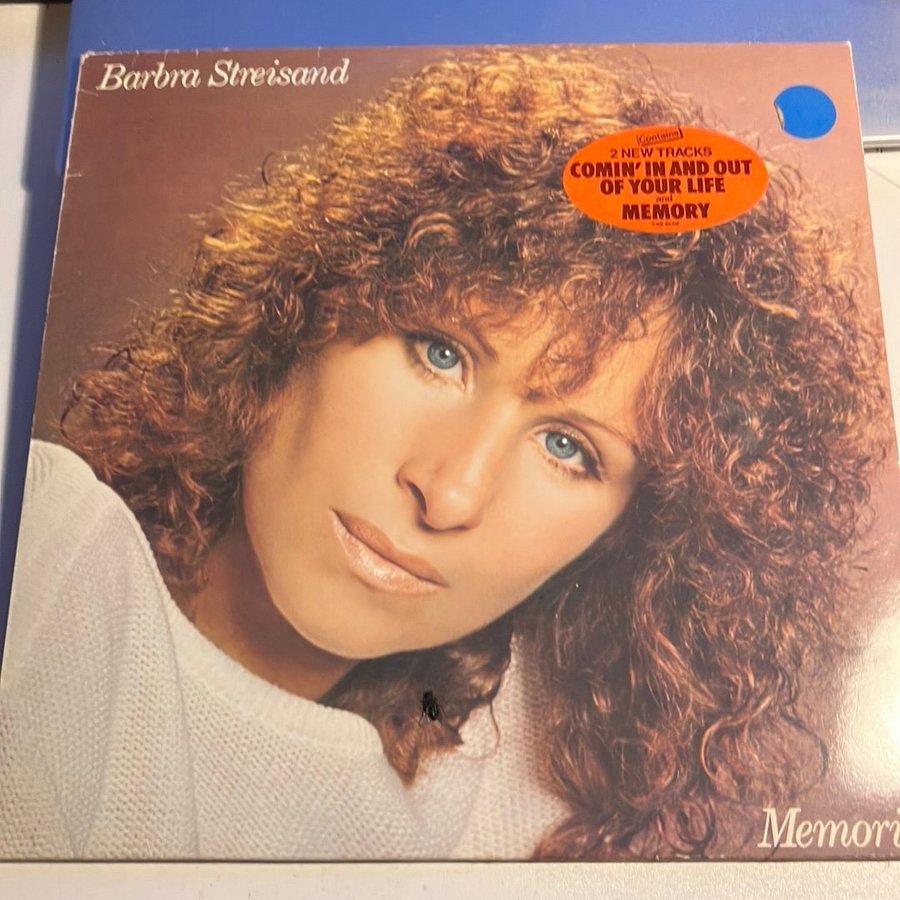 Barbra Streisand
Contains
2 NEW TRACKS
COMIN' IN AND OUT
OF YOUR LIFE
and
MEMORY
Memori